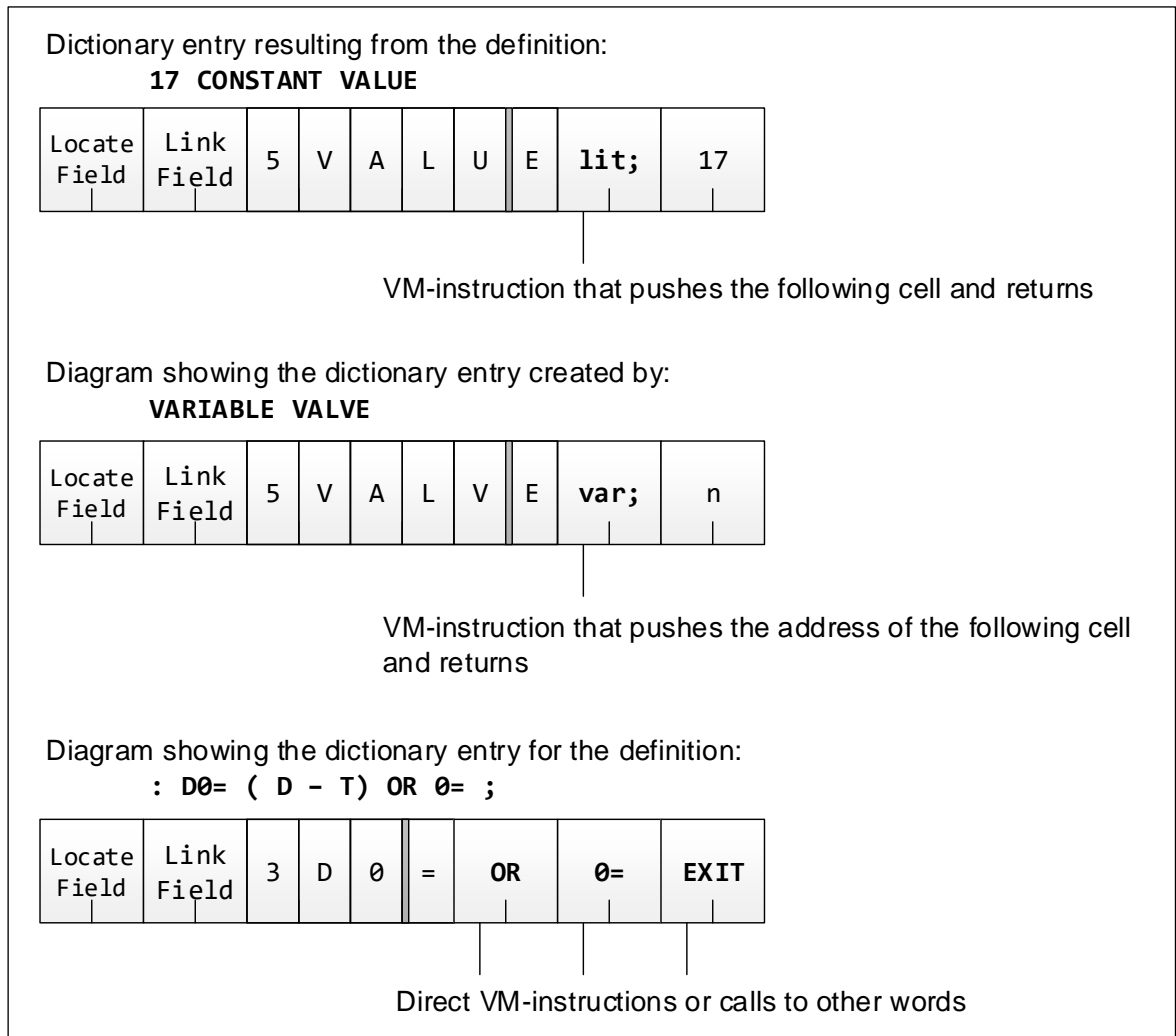 Dictionary entry resulting from the definition:
17 CONSTANT VALUE
Locate Field Link Field 5 V A L U E lit; 17
VM-instruction that pushes the following cell and returns
Diagram showing the dictionary entry created by:
VARIABLE VALVE
Locate Field Link Field 5 V A L V E var; n
VM-instruction that pushes the address of the following cell
and returns
Diagram showing the dictionary entry for the definition:
: D0= ( D – T) OR 0= ;
Locate Field Link Field 3 D 0 = OR 0= EXIT
Direct VM-instructions or calls to other words